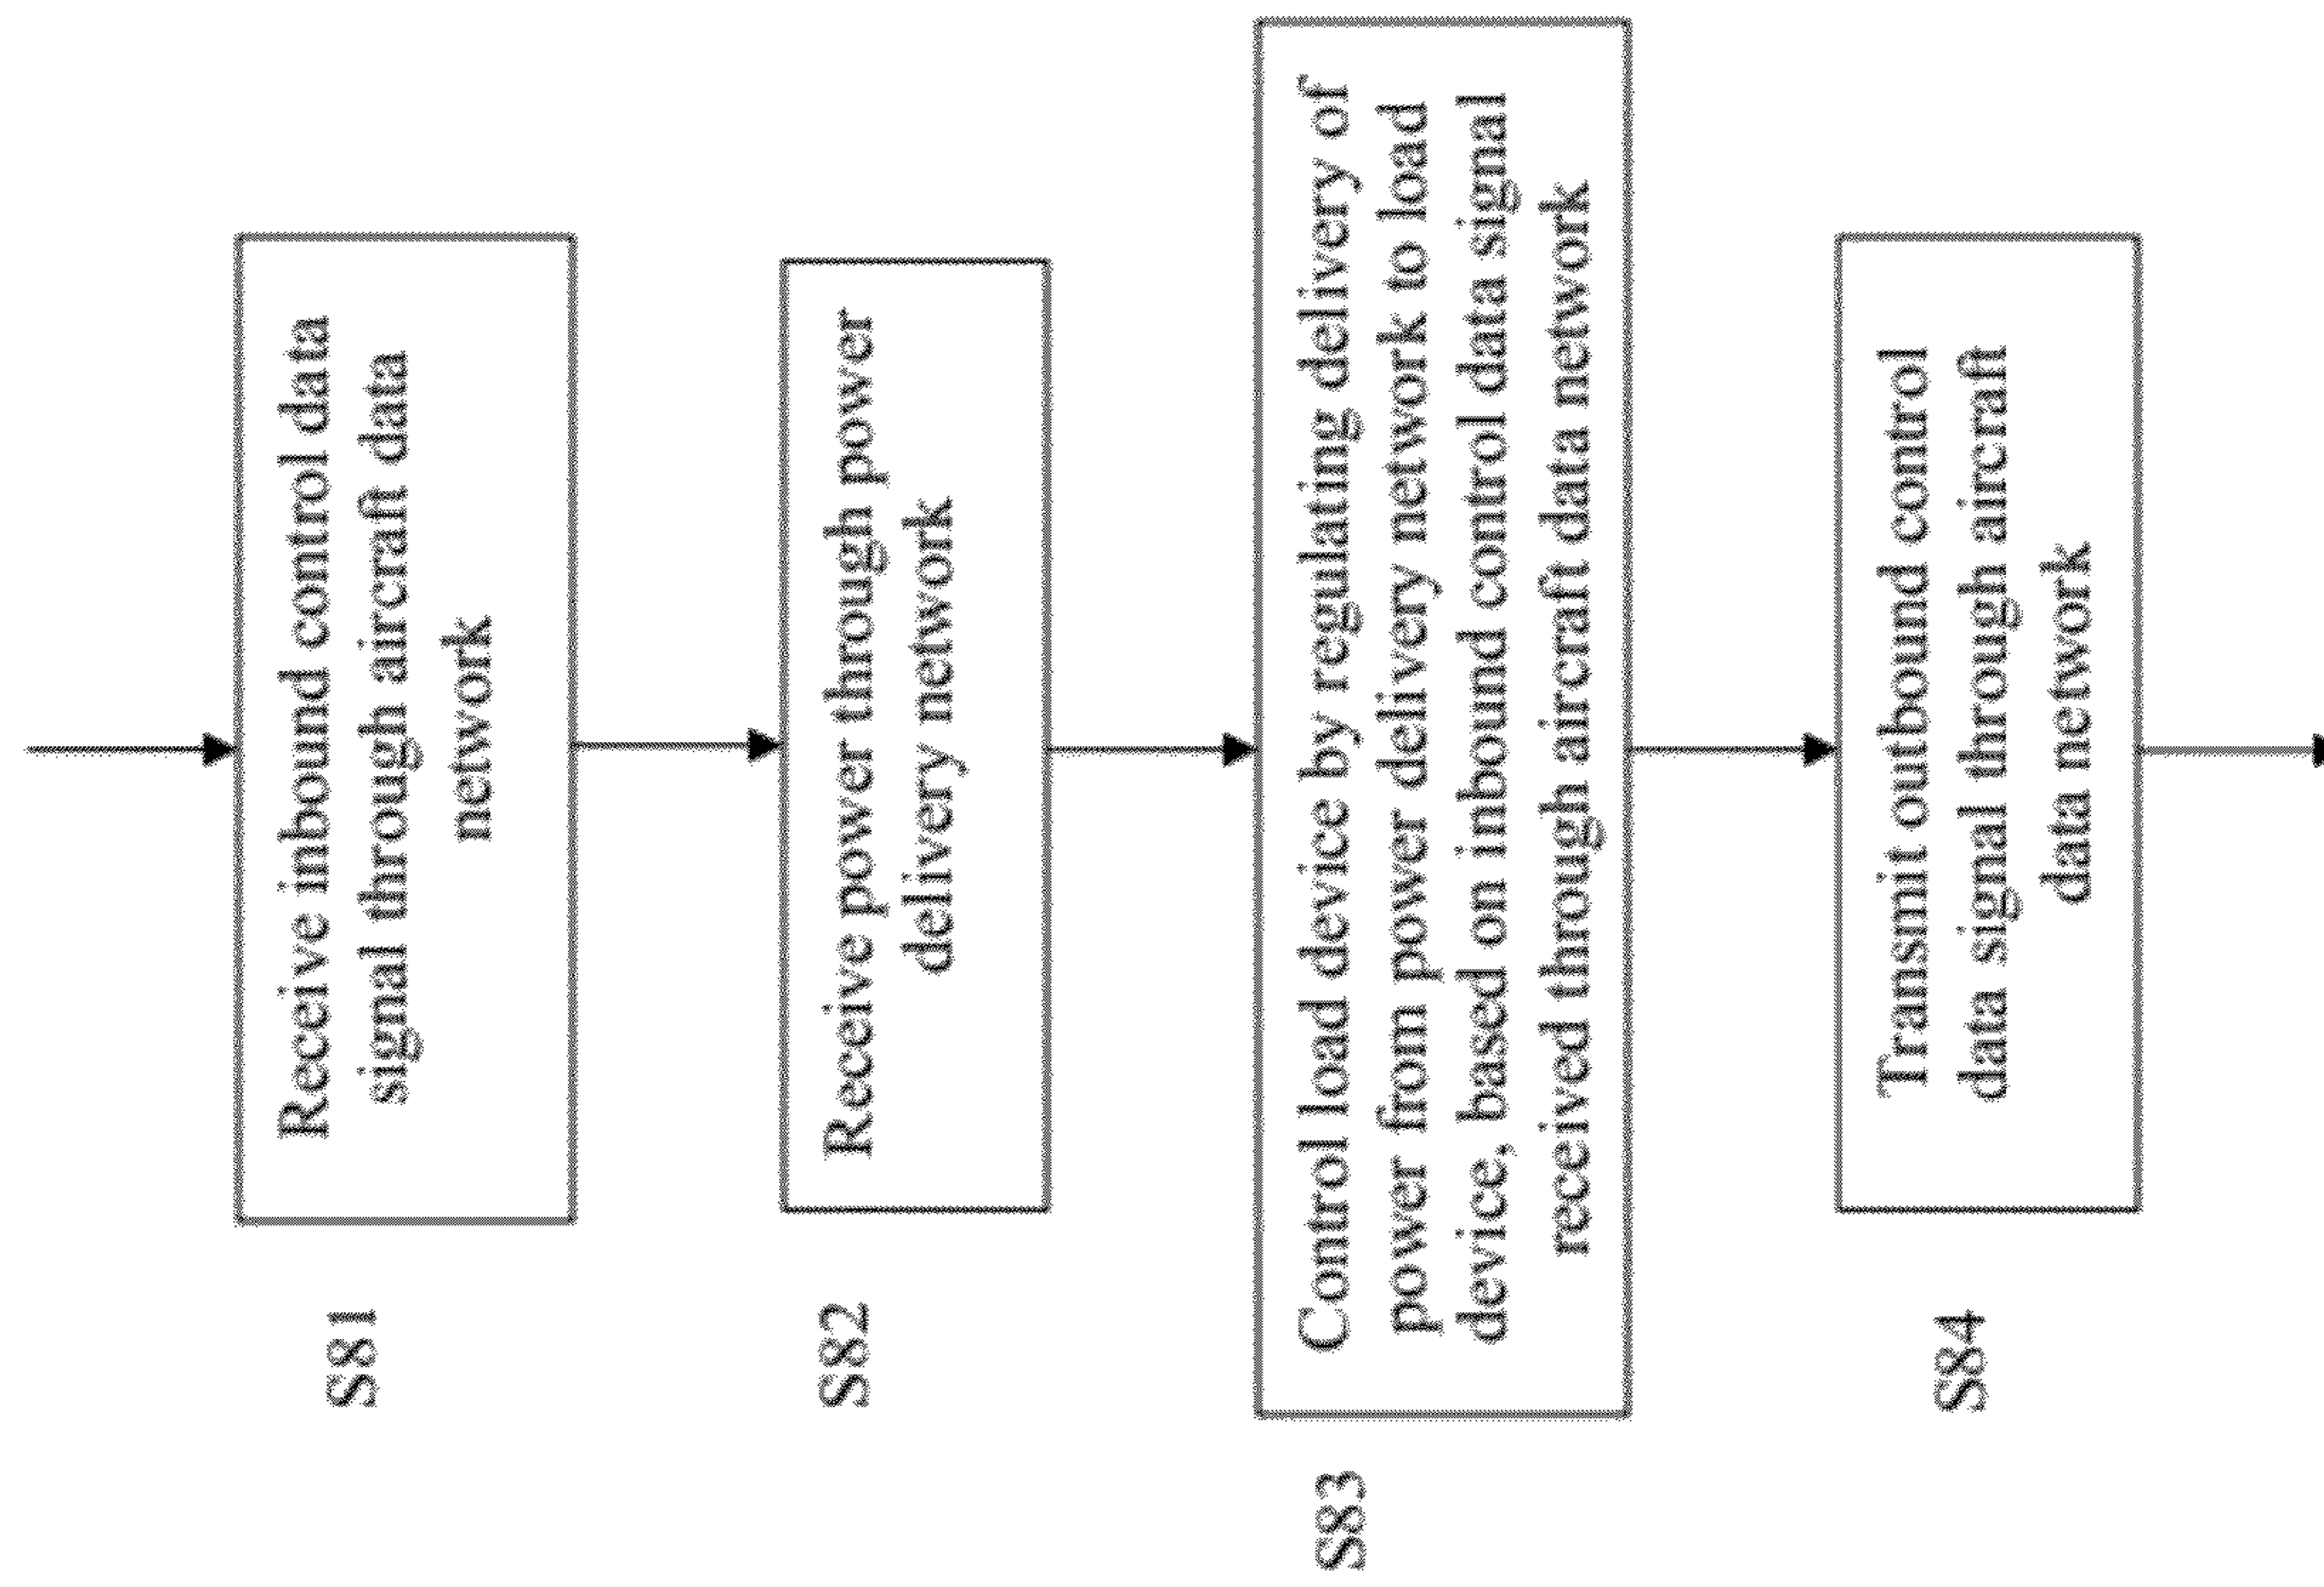 S81
Receive inbound control data
signal through aircraft data
network
S82
Receive power through power
delivery network
S83
Control load device by regulating delivery of
power from power delivery network to load
device, based on inbound control data signal
received through aircraft data network
S84
Transmit outbound control
data signal through aircraft
data network